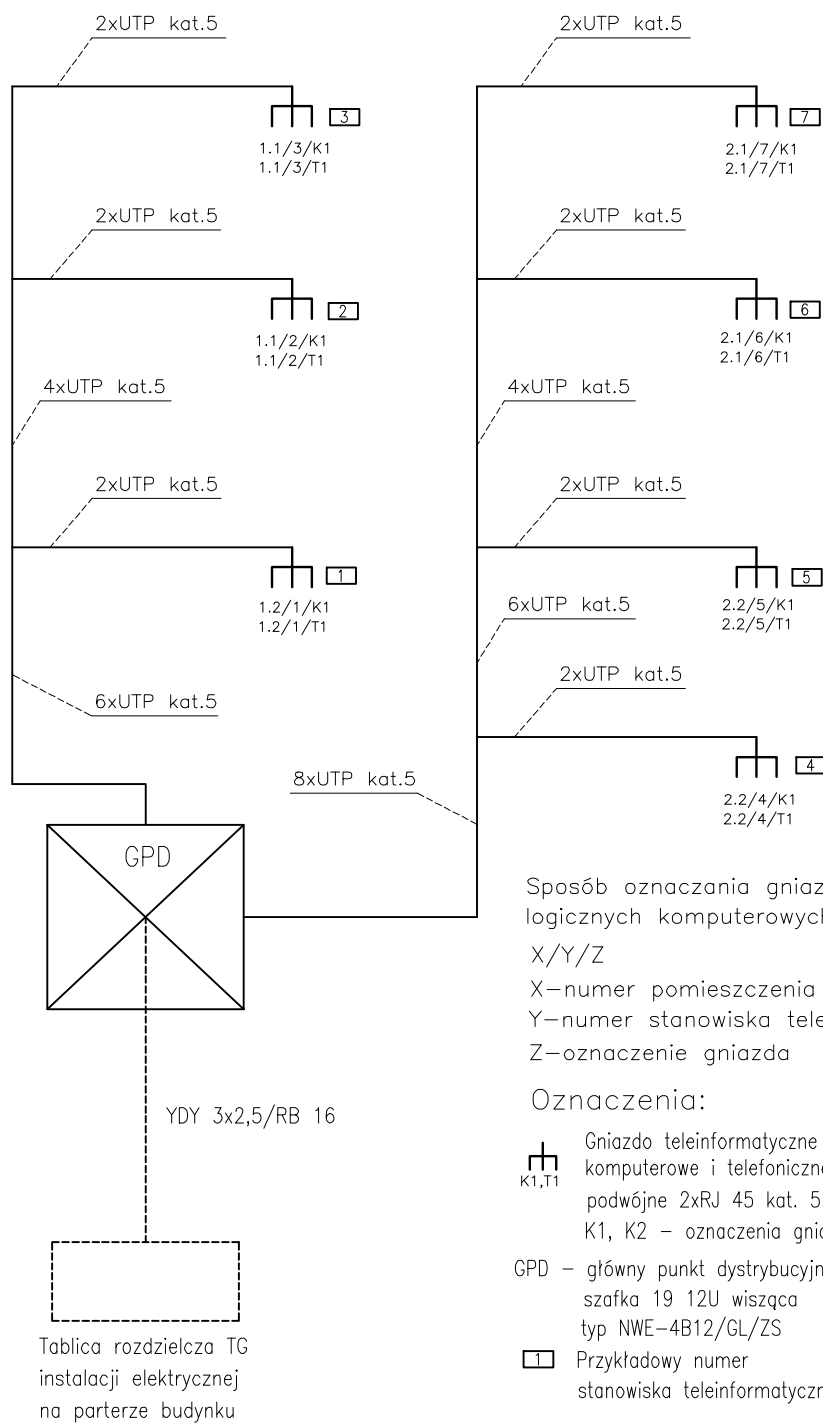 2xUTP kat.5
2xUTP kat.5
3
1.1/3/K1
1.1/3/T1
7
2.1/7/K1
2.1/7/T1
2xUTP kat.5
2xUTP kat.5
2
1.1/2/K1
1.1/2/T1
6
2.1/6/K1
2.1/6/T1
4xUTP kat.5
4xUTP kat.5
2xUTP kat.5
2xUTP kat.5
1
1.2/1/K1
1.2/1/T1
5
2.2/5/K1
2.2/5/T1
6xUTP kat.5
6xUTP kat.5
2xUTP kat.5
4
2.2/4/K1
2.2/4/T1
8xUTP kat.5
GPD
YDY 3x2,5/RB 16
Tablica rozdzielcza TG
instalacji elektrycznej
na parterze budynku
Sposób oznaczania
logicznych
X/Y/Z
X-numer pomieszczenia
Y-numer stanowiska
Z-oznaczenie gniazda
Oznaczenia:
Gniazdo teleinformatyczne
komputerowe i
K1,T1
podwójne 2xRJ 45 kat. 5
K1, K2 - oznaczenia
GPD - główny punkt
szafka 19 12U wisząca
typ NWE-4B12/GL/ZS
1 Przykładowy numer
stanowiska